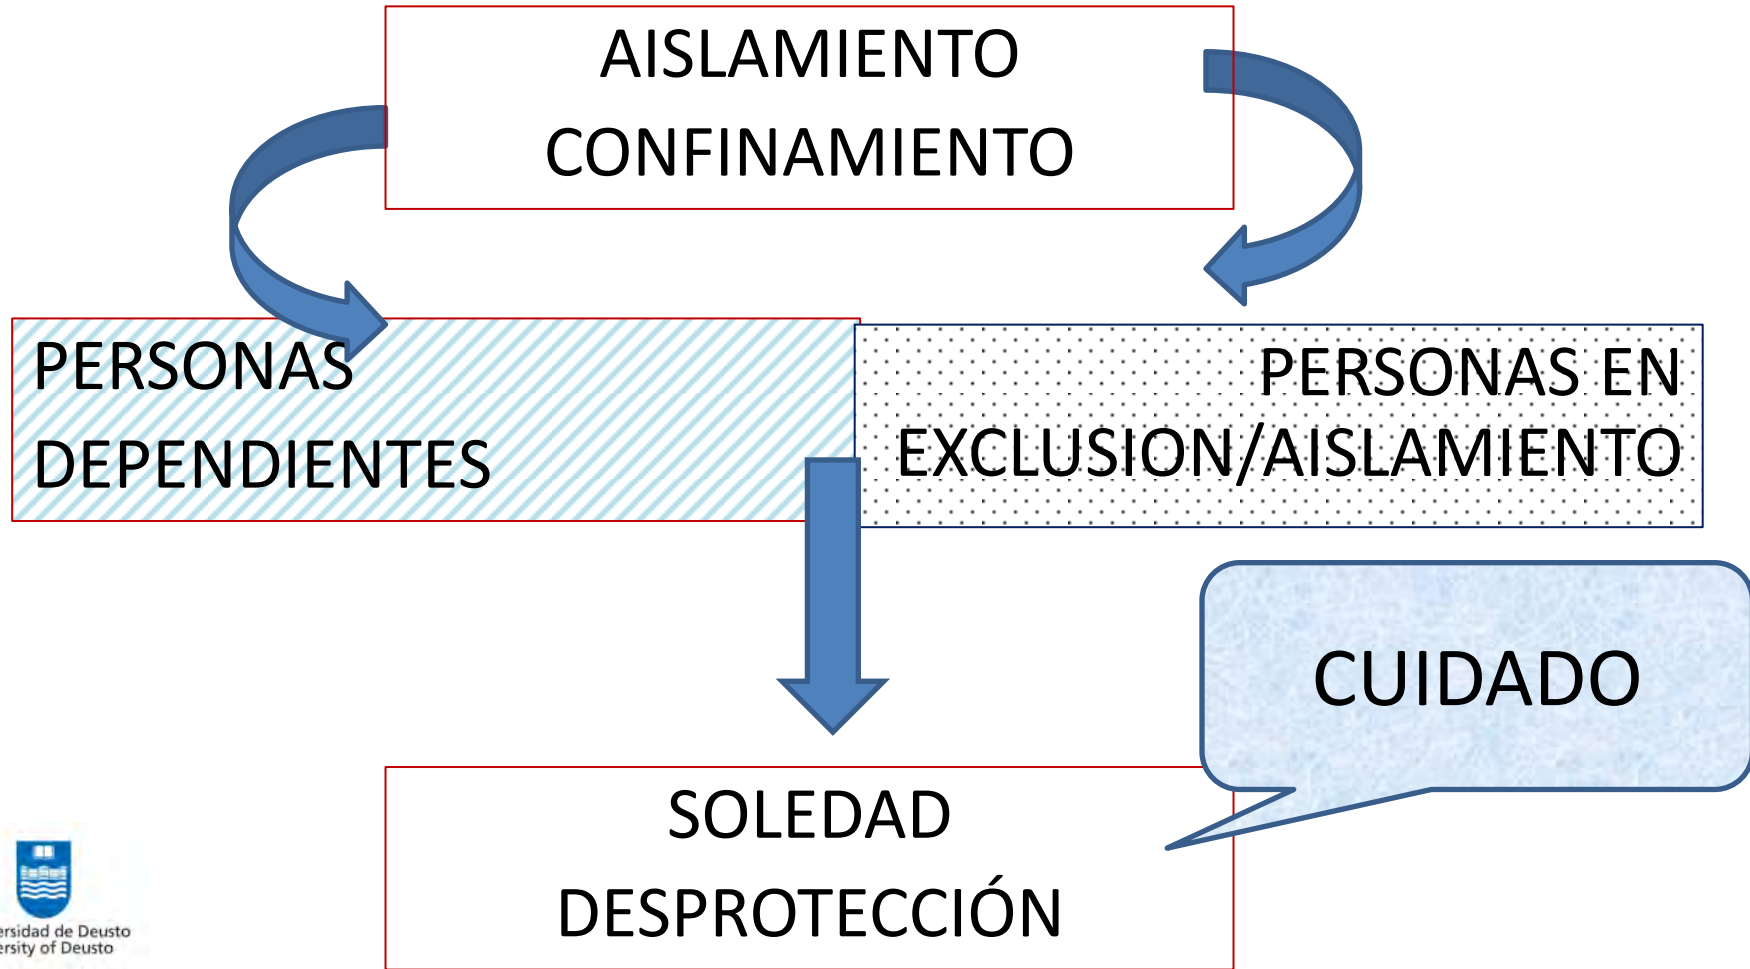 AISLAMIENTO
CONFINAMIENTO
PERSONAS
DEPENDIENTES
PERSONAS EN
EXCLUSION/AISLAMIENTO
CUIDADO
SOLEDAD
DESPROTECCIÓN
ersidad de Deusto
ersity of Deusto